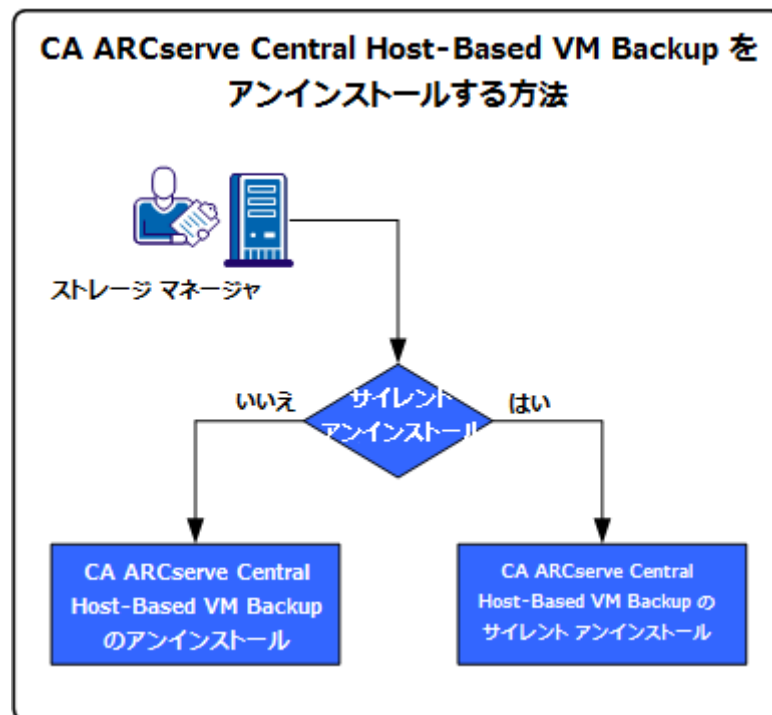 CA ARCserve Central Host-Based VM Backup を
アンインストールする方法
ストレージ マネージャ
いいえ
サイレント
アンインストール
はい
CA ARCserve Central
Host-Based VM Backup
のアンインストール
CA ARCserve Central
Host-Based VM Backup の
サイレント アンインストール